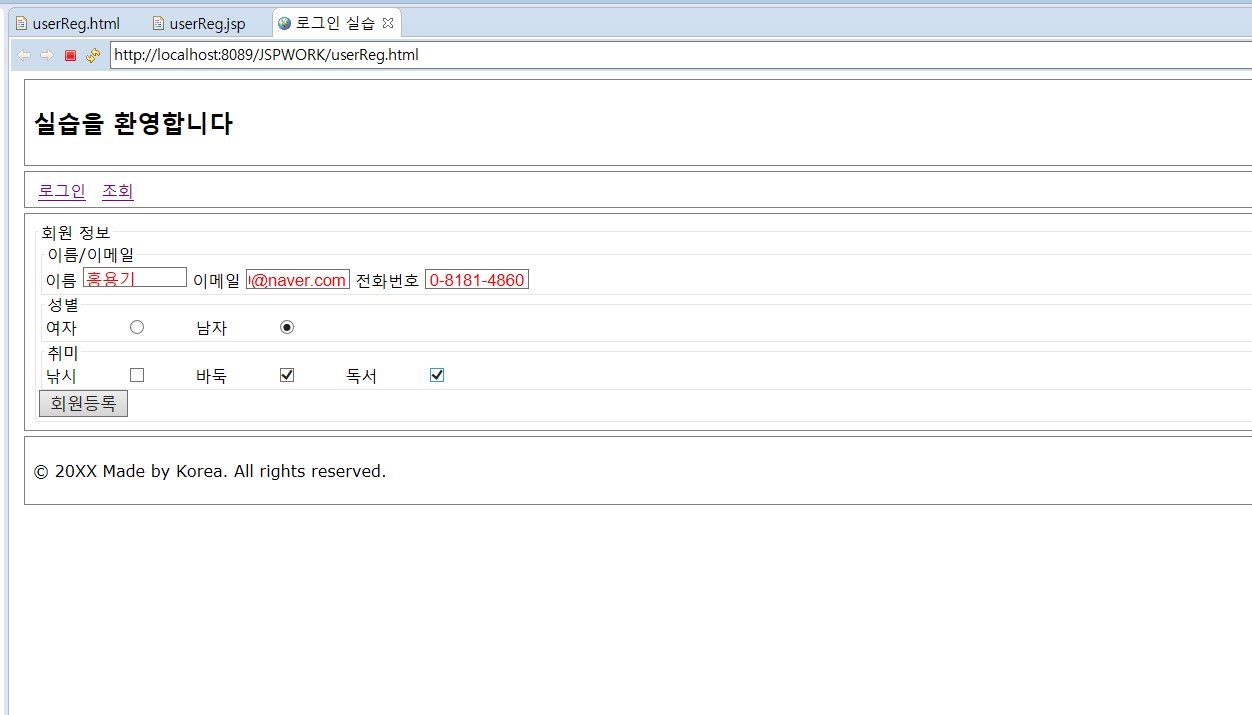 userReg.html userReg.jsp 로그인 실습
http://localhost:8089/JSPWORK/userReg.html
실습을 환영합니다
로그인 조회
회원 정보
이름/이메일
이름 홍용기 이메일 @naver.com 전화번호 0-8181-4860
성별
여자 남자
취미
낚시 바둑 독서
회원등록
© 20XX Made by Korea. All rights reserved.